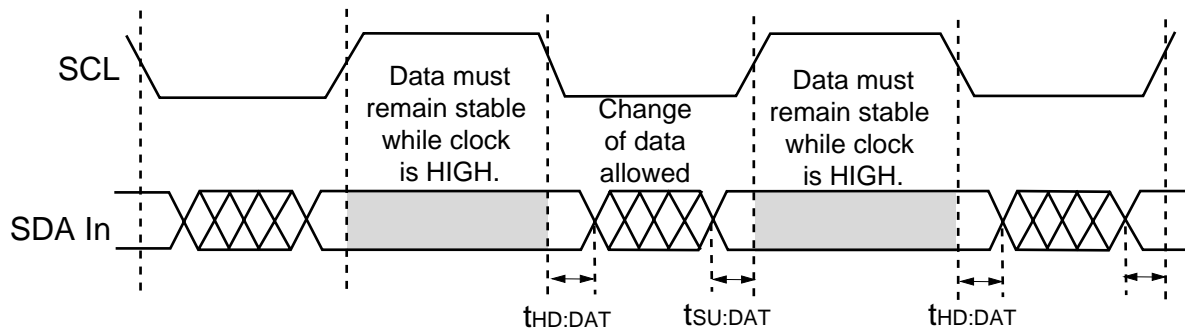 SCL
Data must
remain stable
while clock
is HIGH.
Change
of data
allowed
Data must
remain stable
while clock
is HIGH.
SDA In
tHD:DAT
tSU:DAT
tHD:DAT